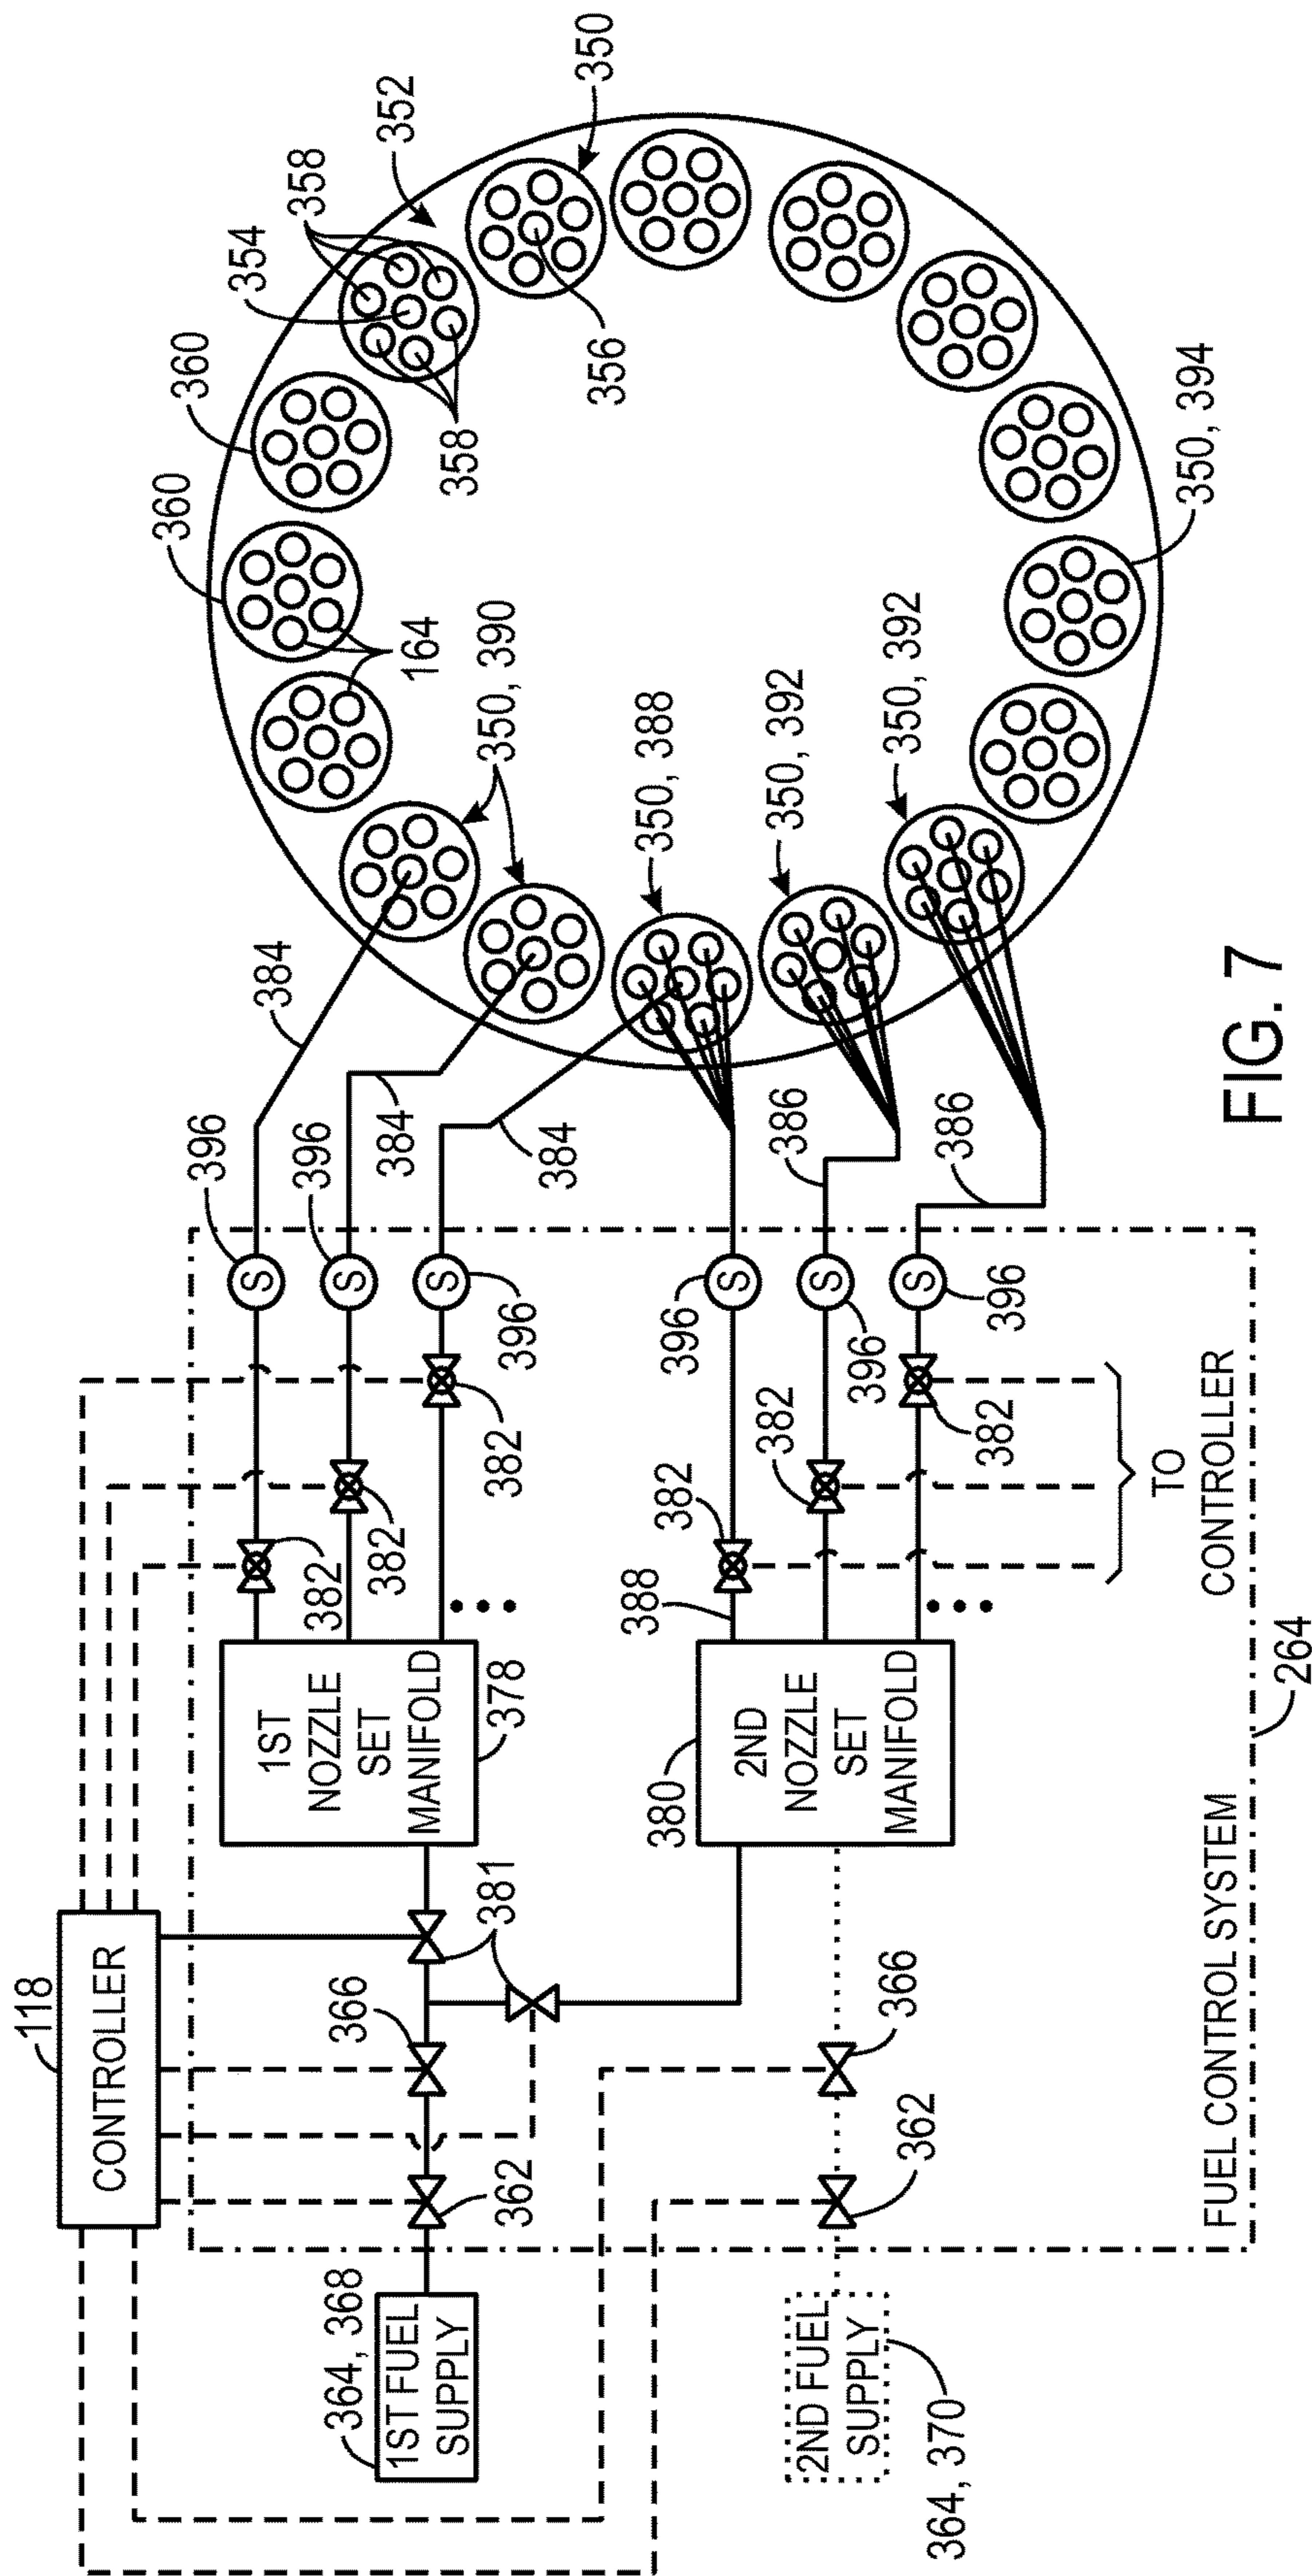 118
CONTROLLER
364, 368
1ST FUEL
SUPPLY
362
366
381
1ST
NOZZLE
SET
MANIFOLD
378
382
382
382
396
S
396
S
S
396
384
384
384
360
360
354
358
352
350
358
356
164
350, 390
350, 388
350, 392
350, 392
350, 394
2ND FUEL
SUPPLY
364, 370
362
366
380
2ND
NOZZLE
SET
MANIFOLD
388
382
382
382
396
S
S
396
S
396
386
386
TO
CONTROLLER
FUEL CONTROL SYSTEM
264
FIG. 7